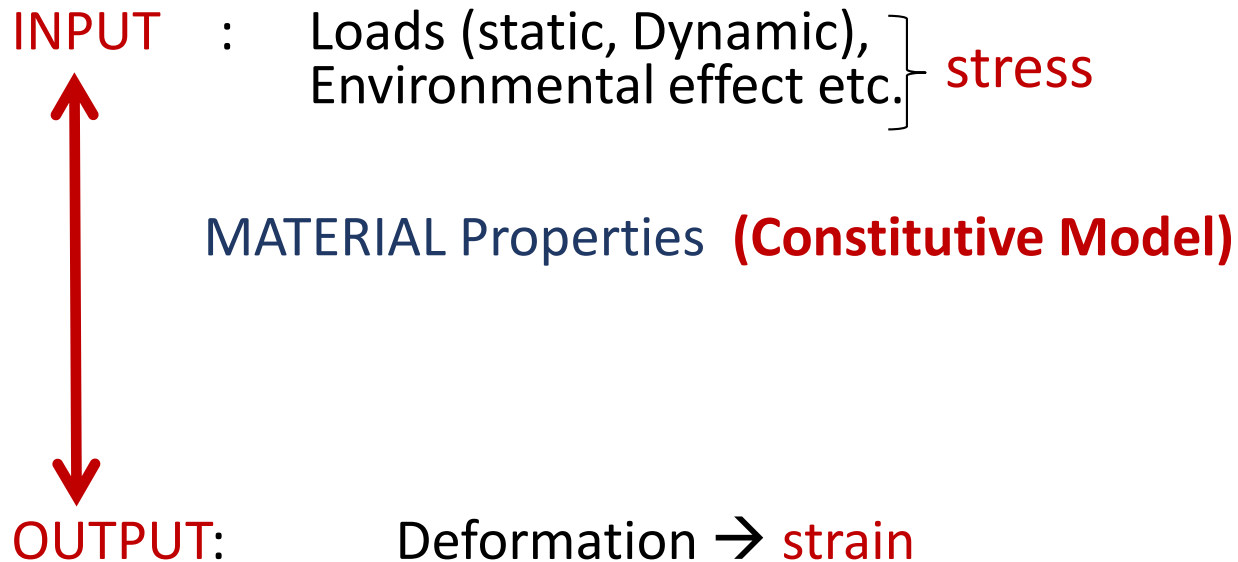 INPUT : Loads (static, Dynamic),
Environmental effect etc.
stress
MATERIAL Properties (Constitutive Model)
OUTPUT: Deformation → strain